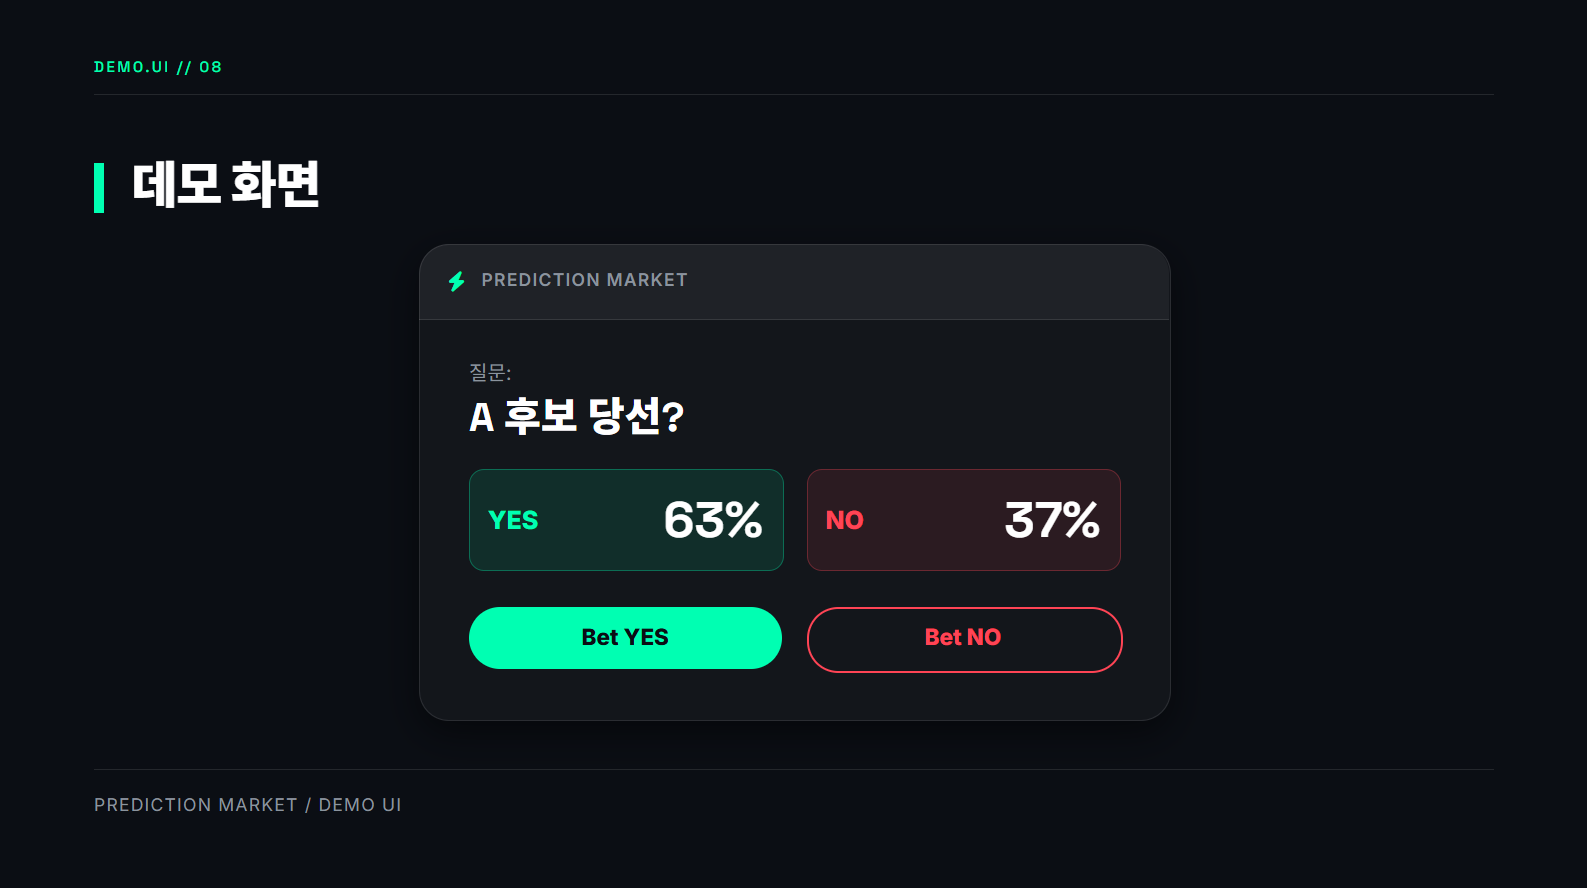 DEMO.UI // 08
데모 화면
PREDICTION MARKET
질문:
A 후보 당선?
YES 63%
NO 37%
Bet YES
Bet NO
PREDICTION MARKET / DEMO UI